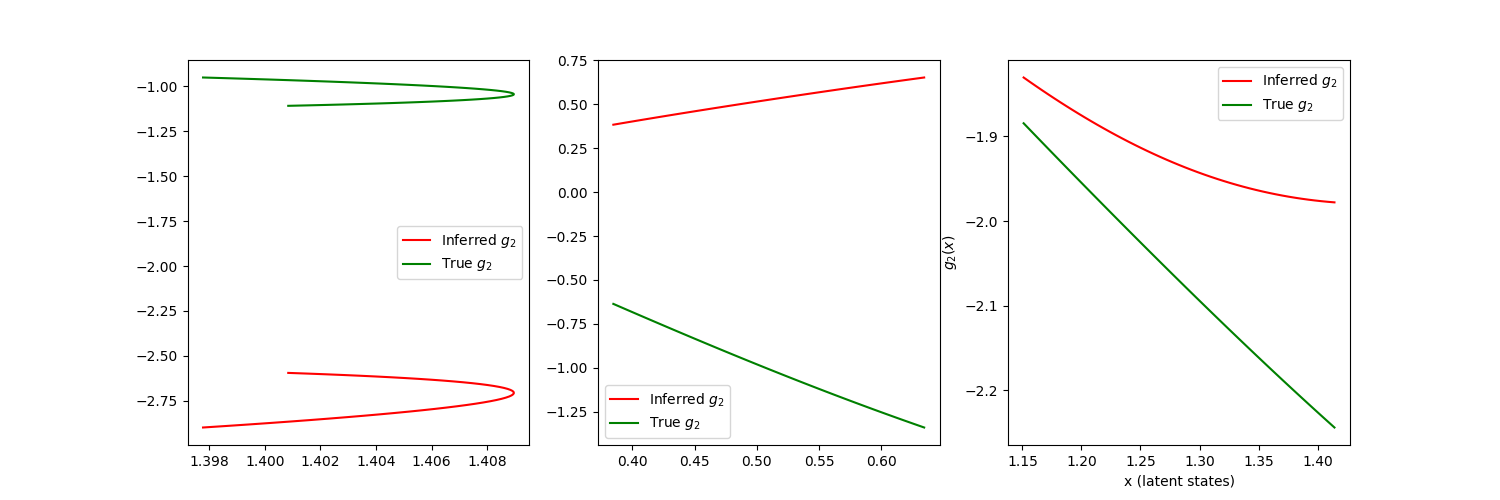 −1.00
−1.25
−1.50
−1.75
−2.00
−2.25
−2.50
−2.75
1.398 1.400 1.402 1.404 1.406 1.408
Inferred g₂
True g₂
0.75
0.50
0.25
0.00
−0.25
−0.50
−0.75
−1.00
−1.25
0.40 0.45 0.50 0.55 0.60
Inferred g₂
True g₂
g₂(x)
−1.9
−2.0
−2.1
−2.2
1.15 1.20 1.25 1.30 1.35 1.40
x (latent states)
Inferred g₂
True g₂